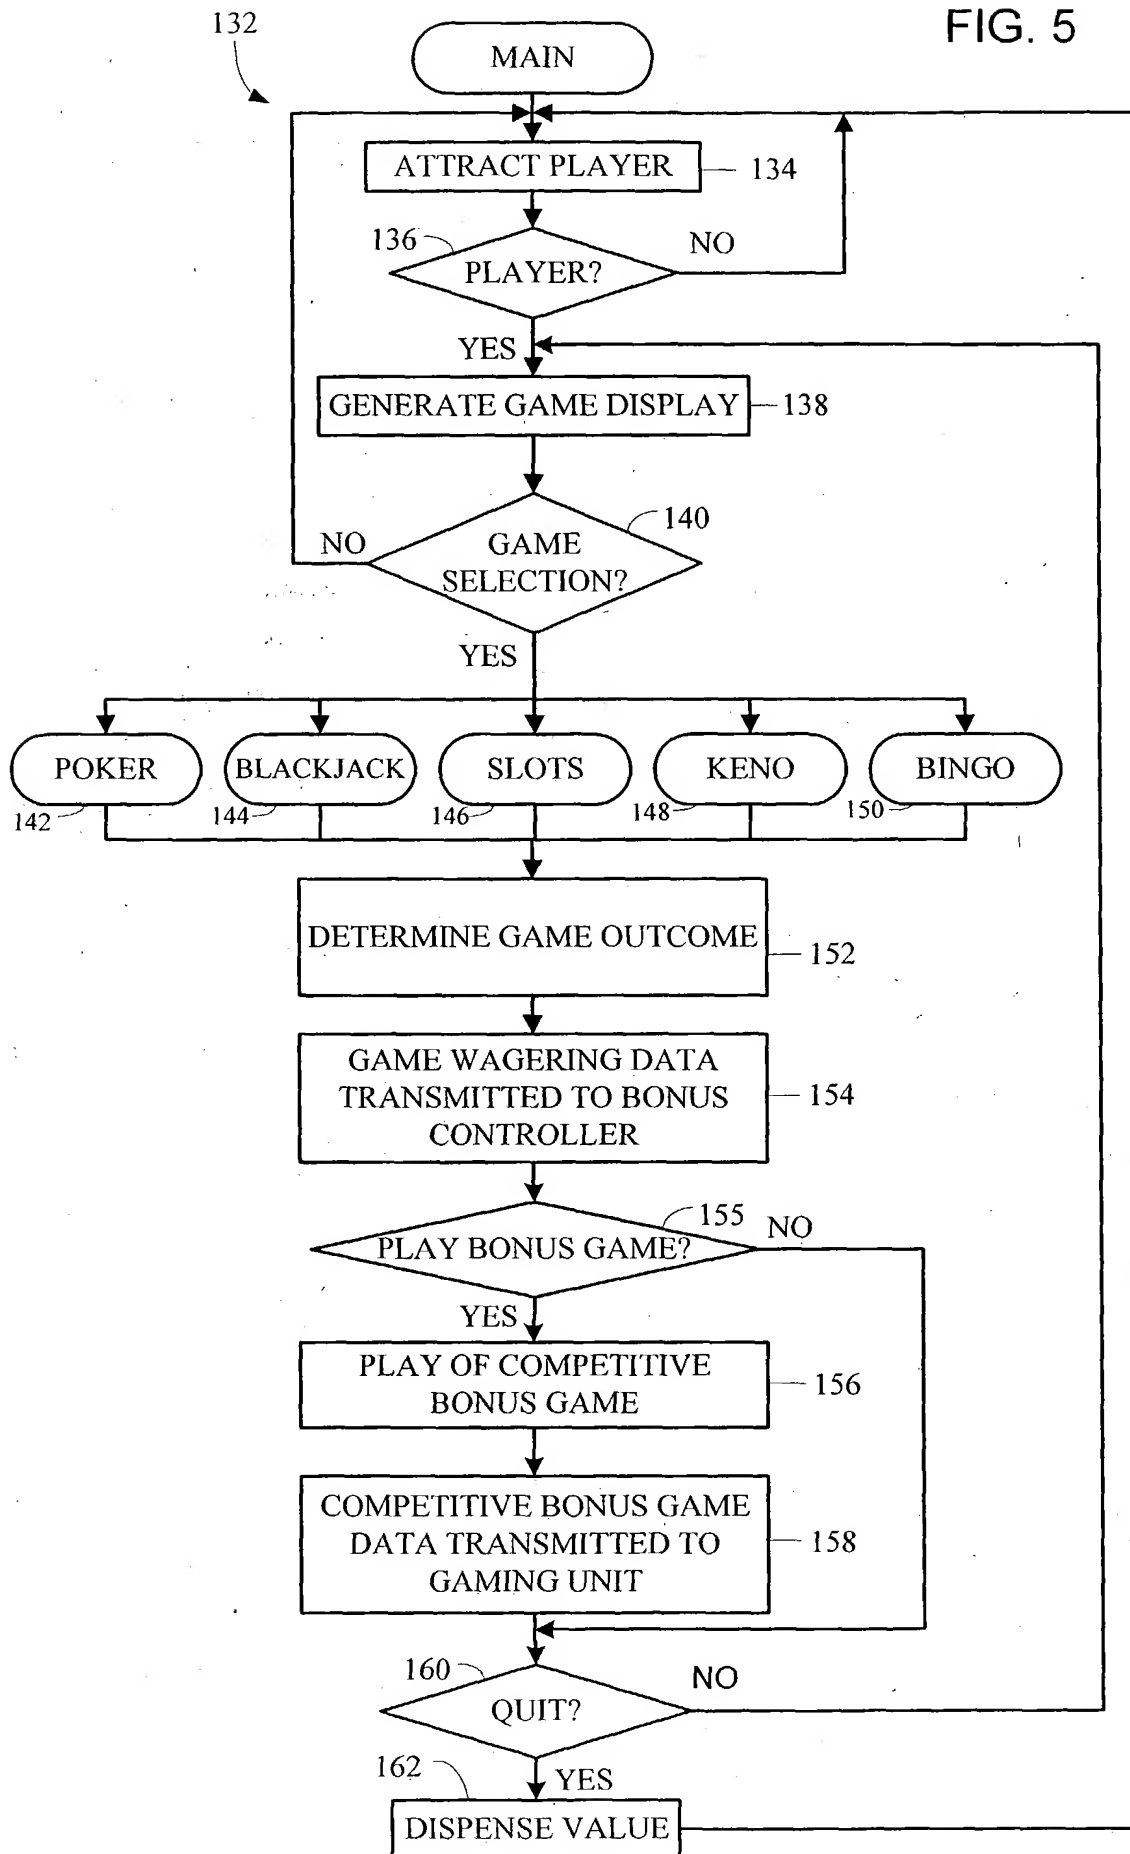 FIG. 5
132
MAIN
ATTRACT PLAYER
134
136
PLAYER?
NO
YES
GENERATE GAME DISPLAY
138
140
GAME
SELECTION?
NO
YES
POKER
BLACKJACK
SLOTS
KENO
BINGO
142
144
146
148
150
DETERMINE GAME OUTCOME
152
GAME WAGERING DATA
TRANSMITTED TO BONUS
CONTROLLER
154
155
PLAY BONUS GAME?
NO
YES
PLAY OF COMPETITIVE
BONUS GAME
156
COMPETITIVE BONUS GAME
DATA TRANSMITTED TO
GAMING UNIT
158
160
QUIT?
NO
YES
162
DISPENSE VALUE